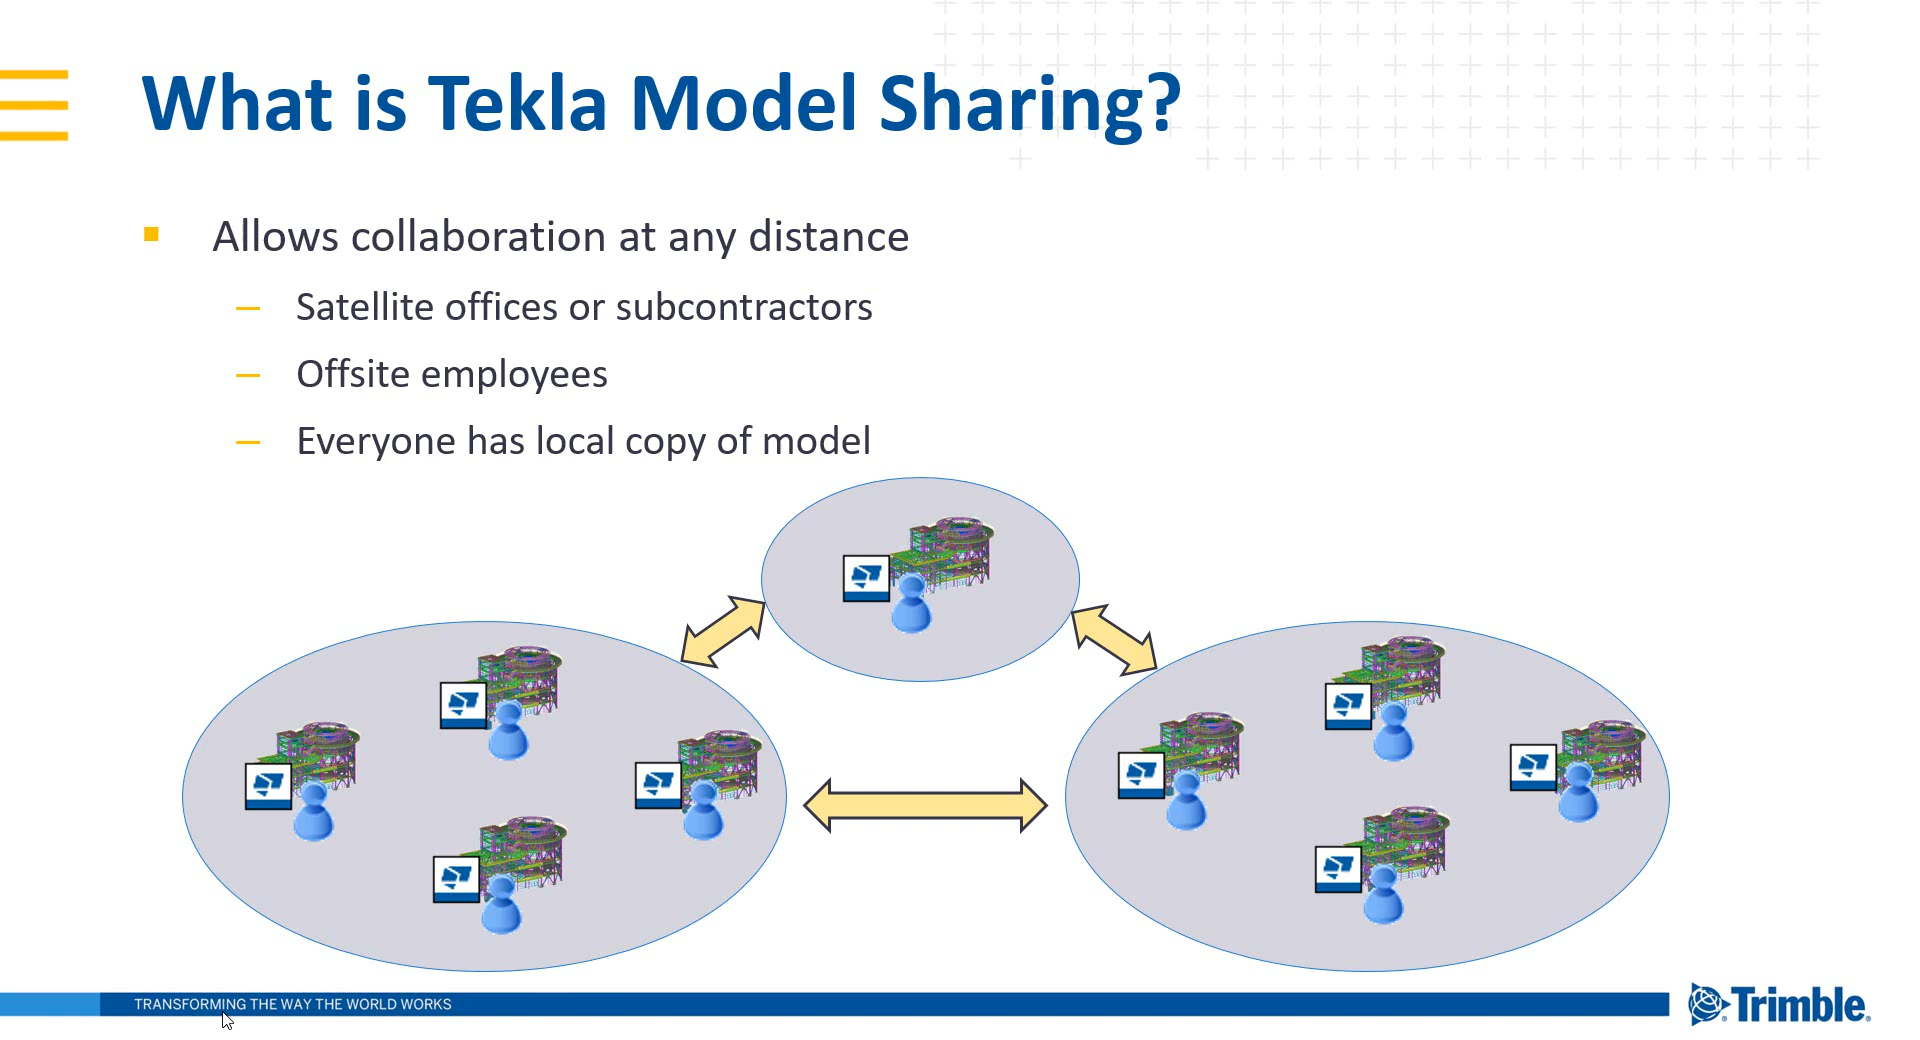 What is Tekla Model Sharing?
Allows collaboration at any distance
Satellite offices or subcontractors
Offsite employees
Everyone has local copy of model
TRANSFORMING THE WAY THE WORLD WORKS
Trimble.